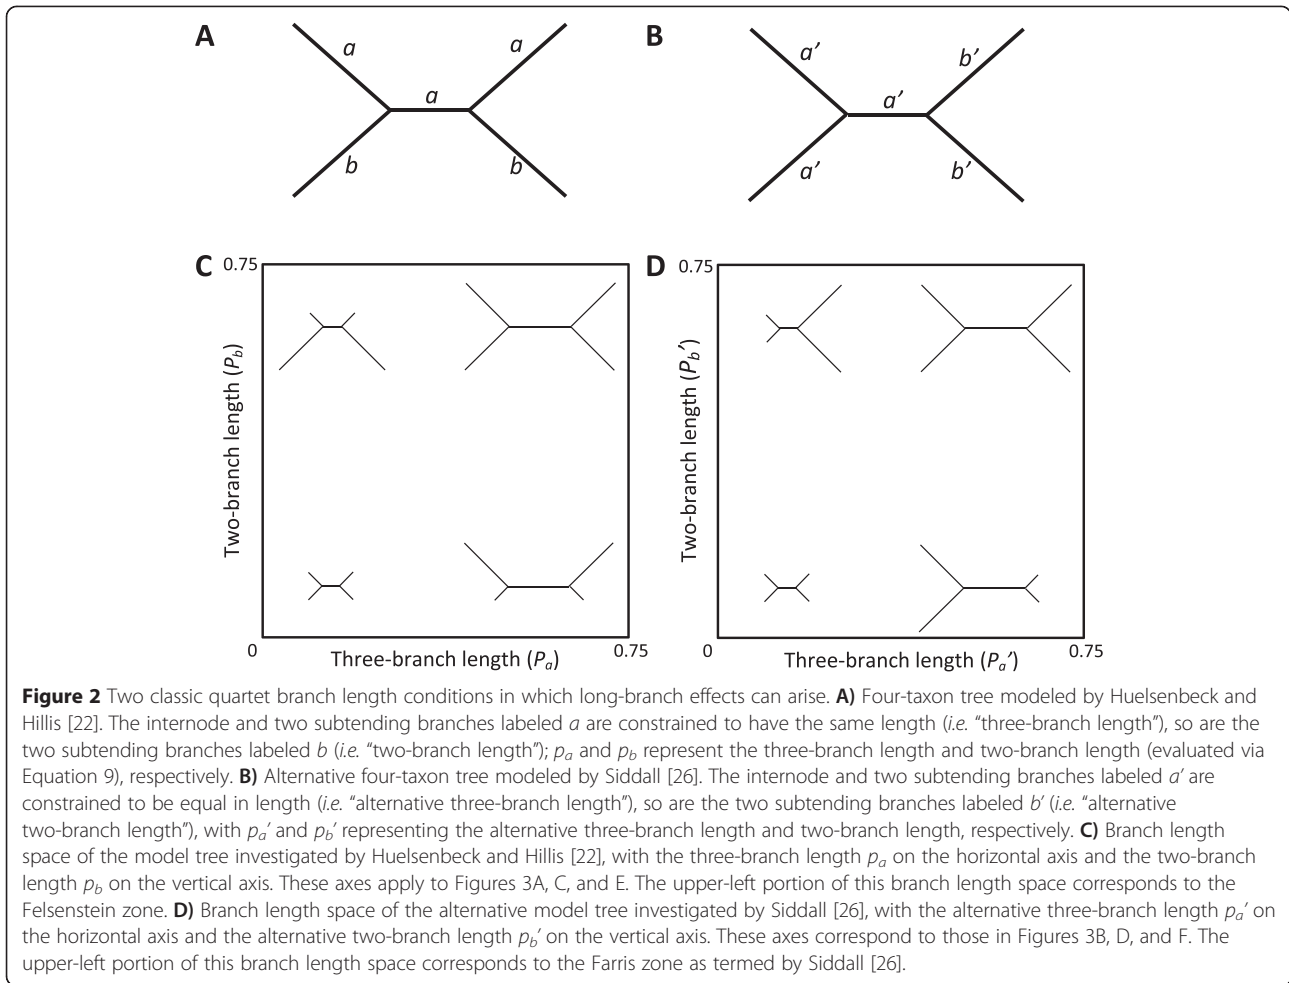 A
a
a
a
b
b
B
a’
b’
a’
a’
b’
C
0.75
Two-branch length (Pb)
0
Three-branch length (Pa)
0.75
D
0.75
Two-branch length (Pb’)
0
Three-branch length (Pa’)
0.75
Figure 2 Two classic quartet branch length conditions in which long-branch effects can arise. A) Four-taxon tree modeled by Huelsenbeck and
Hillis [22]. The internode and two subtending branches labeled a are constrained to have the same length (i.e. “three-branch length”), so are the
two subtending branches labeled b (i.e. “two-branch length”); pa and pb represent the three-branch length and two-branch length (evaluated via
Equation 9), respectively. B) Alternative four-taxon tree modeled by Siddall [26]. The internode and two subtending branches labeled a’ are
constrained to be equal in length (i.e. “alternative three-branch length”), so are the two subtending branches labeled b’ (i.e. “alternative
two-branch length”), with pa’ and pb’ representing the alternative three-branch length and two-branch length, respectively. C) Branch length
space of the model tree investigated by Huelsenbeck and Hillis [22], with the three-branch length pa on the horizontal axis and the two-branch
length pb on the vertical axis. These axes apply to Figures 3A, C, and E. The upper-left portion of this branch length space corresponds to the
Felsenstein zone. D) Branch length space of the alternative model tree investigated by Siddall [26], with the alternative three-branch length pa’ on
the horizontal axis and the alternative two-branch length pb’ on the vertical axis. These axes correspond to those in Figures 3B, D, and F. The
upper-left portion of this branch length space corresponds to the Farris zone as termed by Siddall [26].